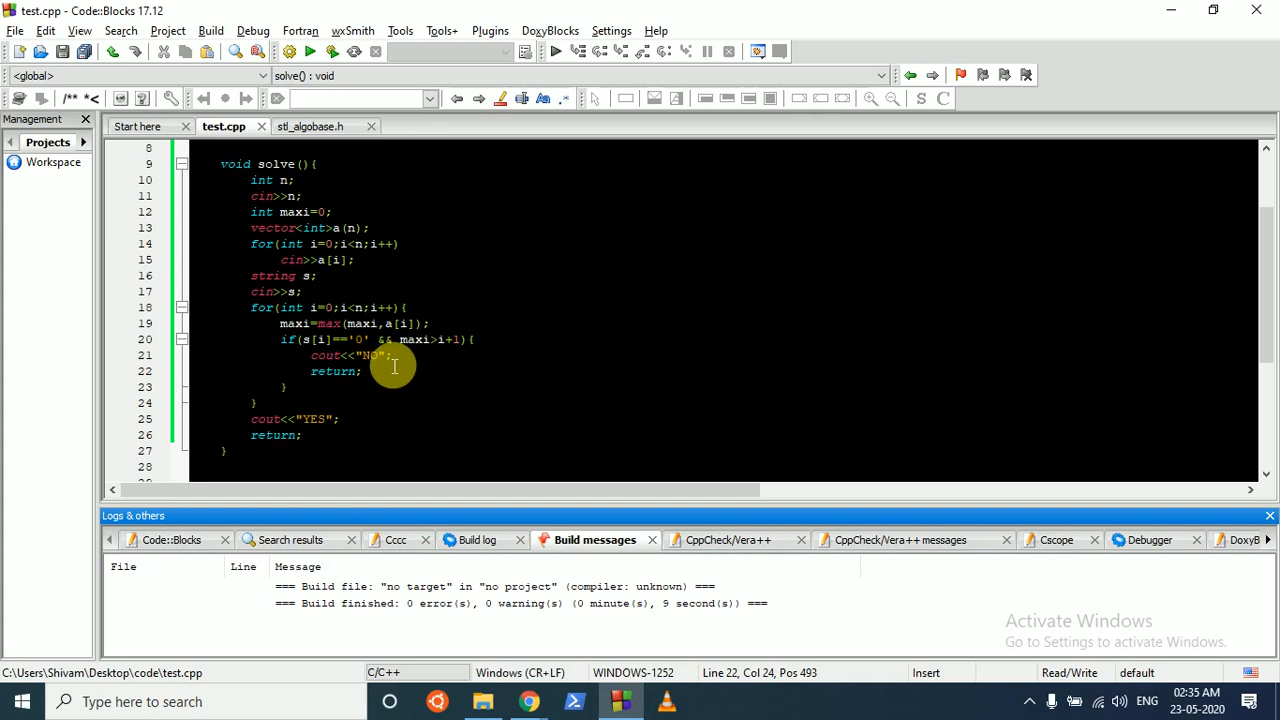 test.cpp - Code::Blocks 17.12
File Edit View Search Project Build Debug Fortran wxSmith Tools Tools+ Plugins DoxyBlocks Settings Help
<global> solve() : void
/** *< S C
Management
Projects
Workspace
Start here test.cpp stl_algobase.h
8
9 void solve(){
10 int n;
11 cin>>n;
12 int maxi=0;
13 vector<int>a(n);
14 for(int i=0;i<n;i++)
15 cin>>a[i];
16 string s;
17 cin>>s;
18 for(int i=0;i<n;i++){
19 maxi=max(maxi,a[i]);
20 if(s[i]=='0' && maxi>i+1){
21 cout<<"NO";
22 return;
23 }
24 }
25 cout<<"YES";
26 return;
27 }
28
Logs & others
Code::Blocks Search results Cccc Build log Build messages CppCheck/Vera++ CppCheck/Vera++ messages Cscope Debugger DoxyB
File Line Message
=== Build file: "no target" in "no project" (compiler: unknown) ===
=== Build finished: 0 error(s), 0 warning(s) (0 minute(s), 9 second(s)) ===
Activate Windows
Go to Settings to activate Windows.
C:\Users\Shivam\Desktop\code\test.cpp C/C++ Windows (CR+LF) WINDOWS-1252 Line 22, Col 24, Pos 493 Insert Read/Write default
Type here to search
ENG
02:35 AM
23-05-2020